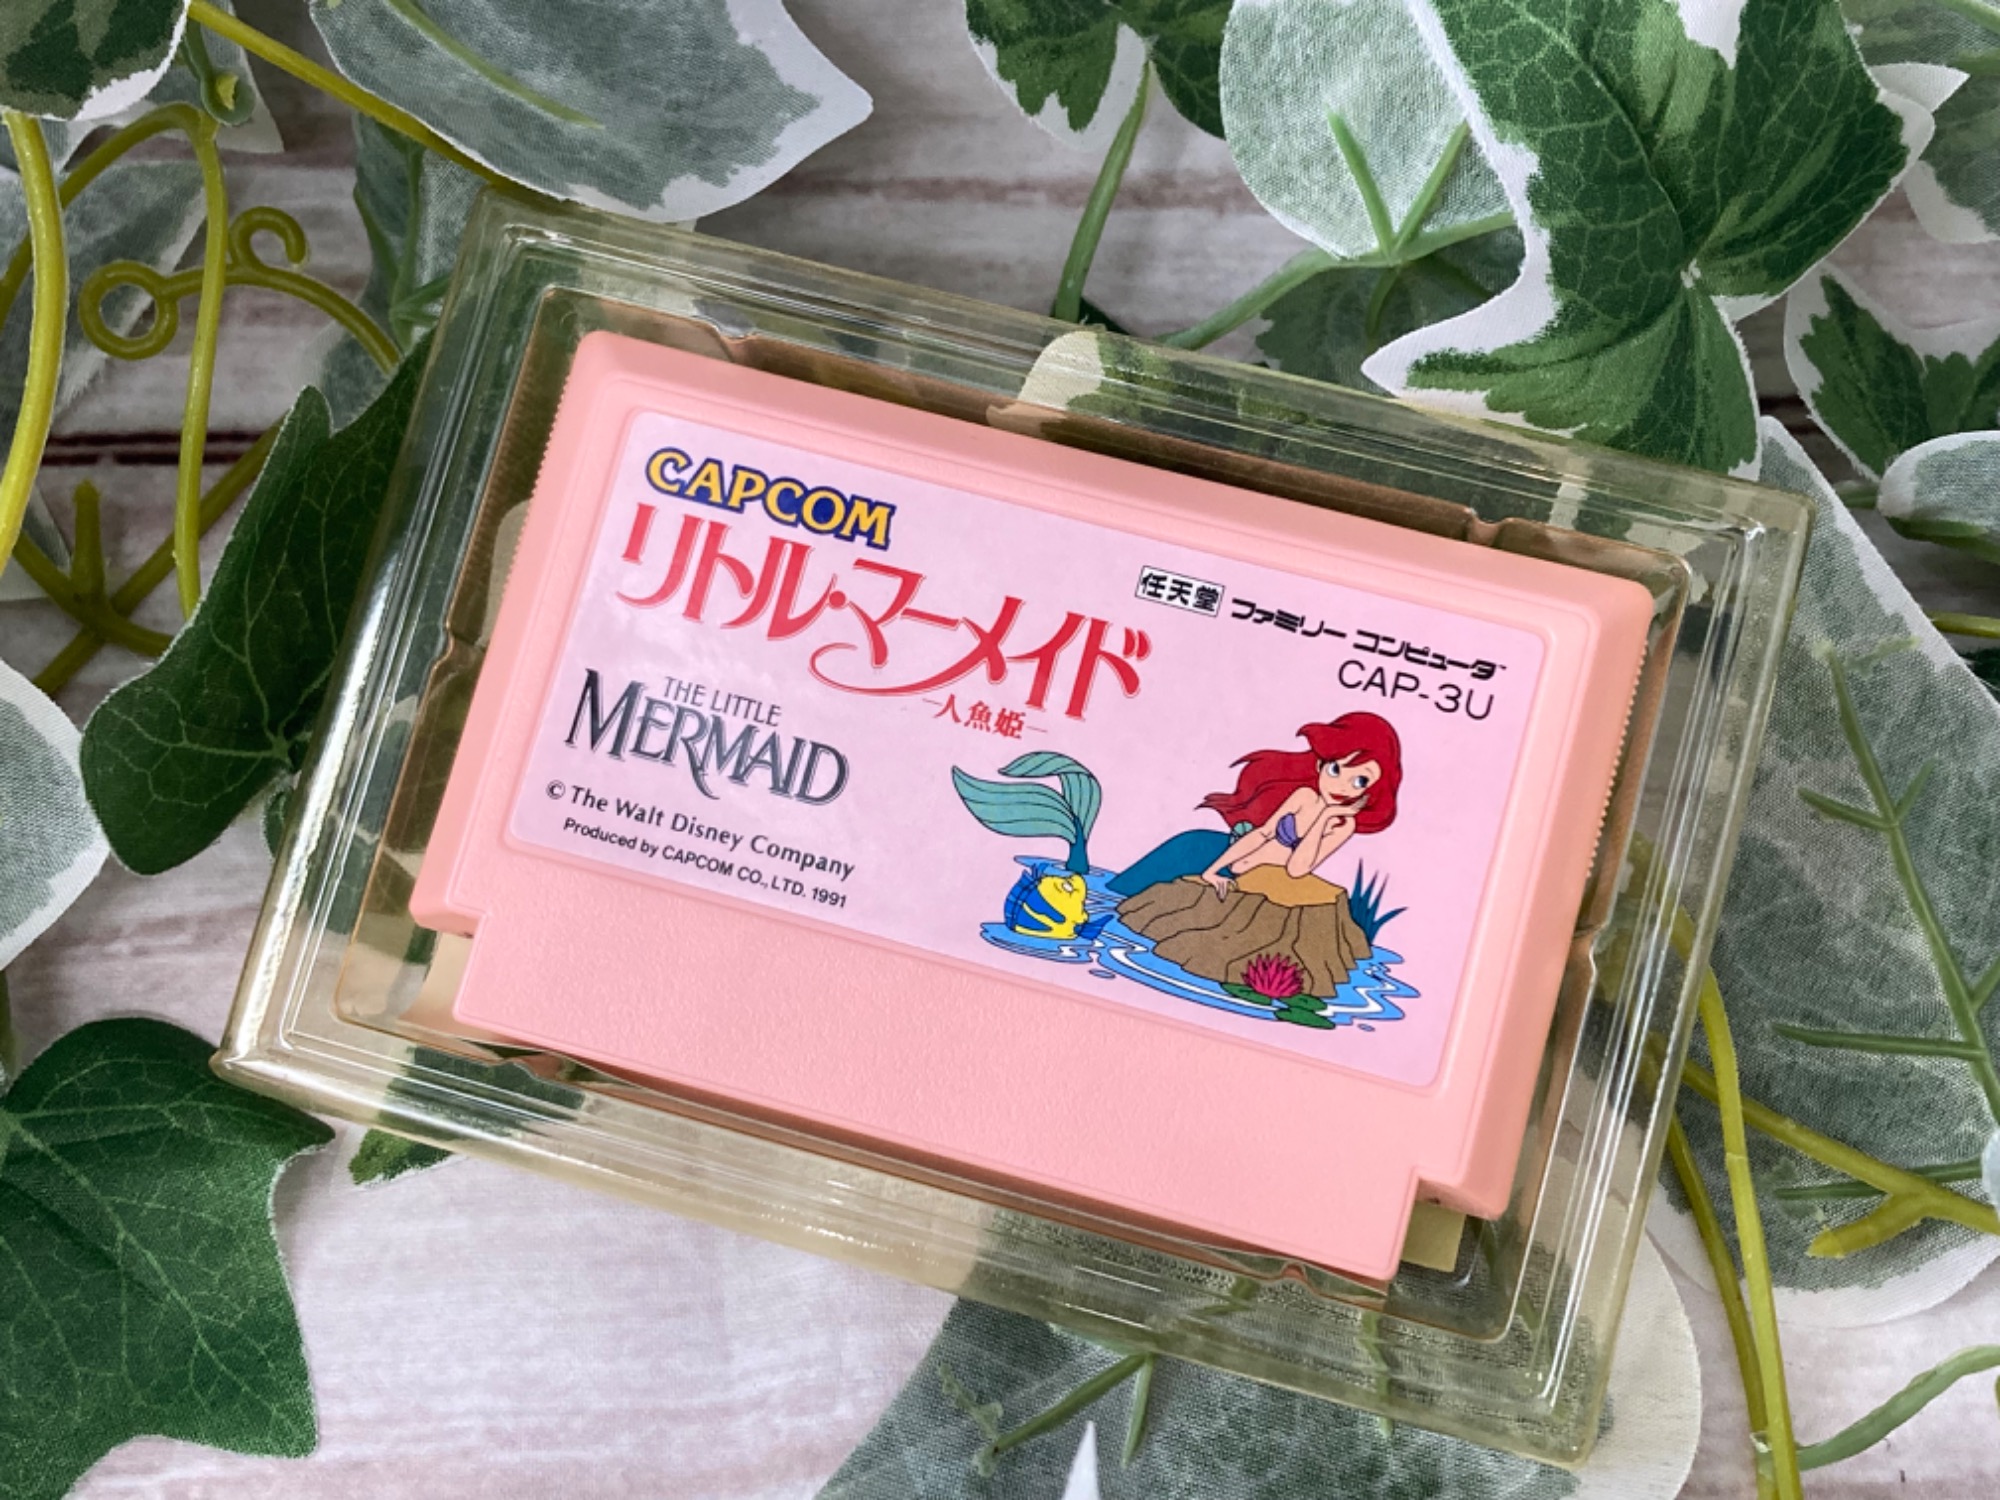 CAPCOM
リトル・マーメイド
―人魚姫―
任天堂 ファミリー コンピュータ™
CAP-3U
THE LITTLE
MERMAID
© The Walt Disney Company
Produced by CAPCOM CO., LTD. 1991